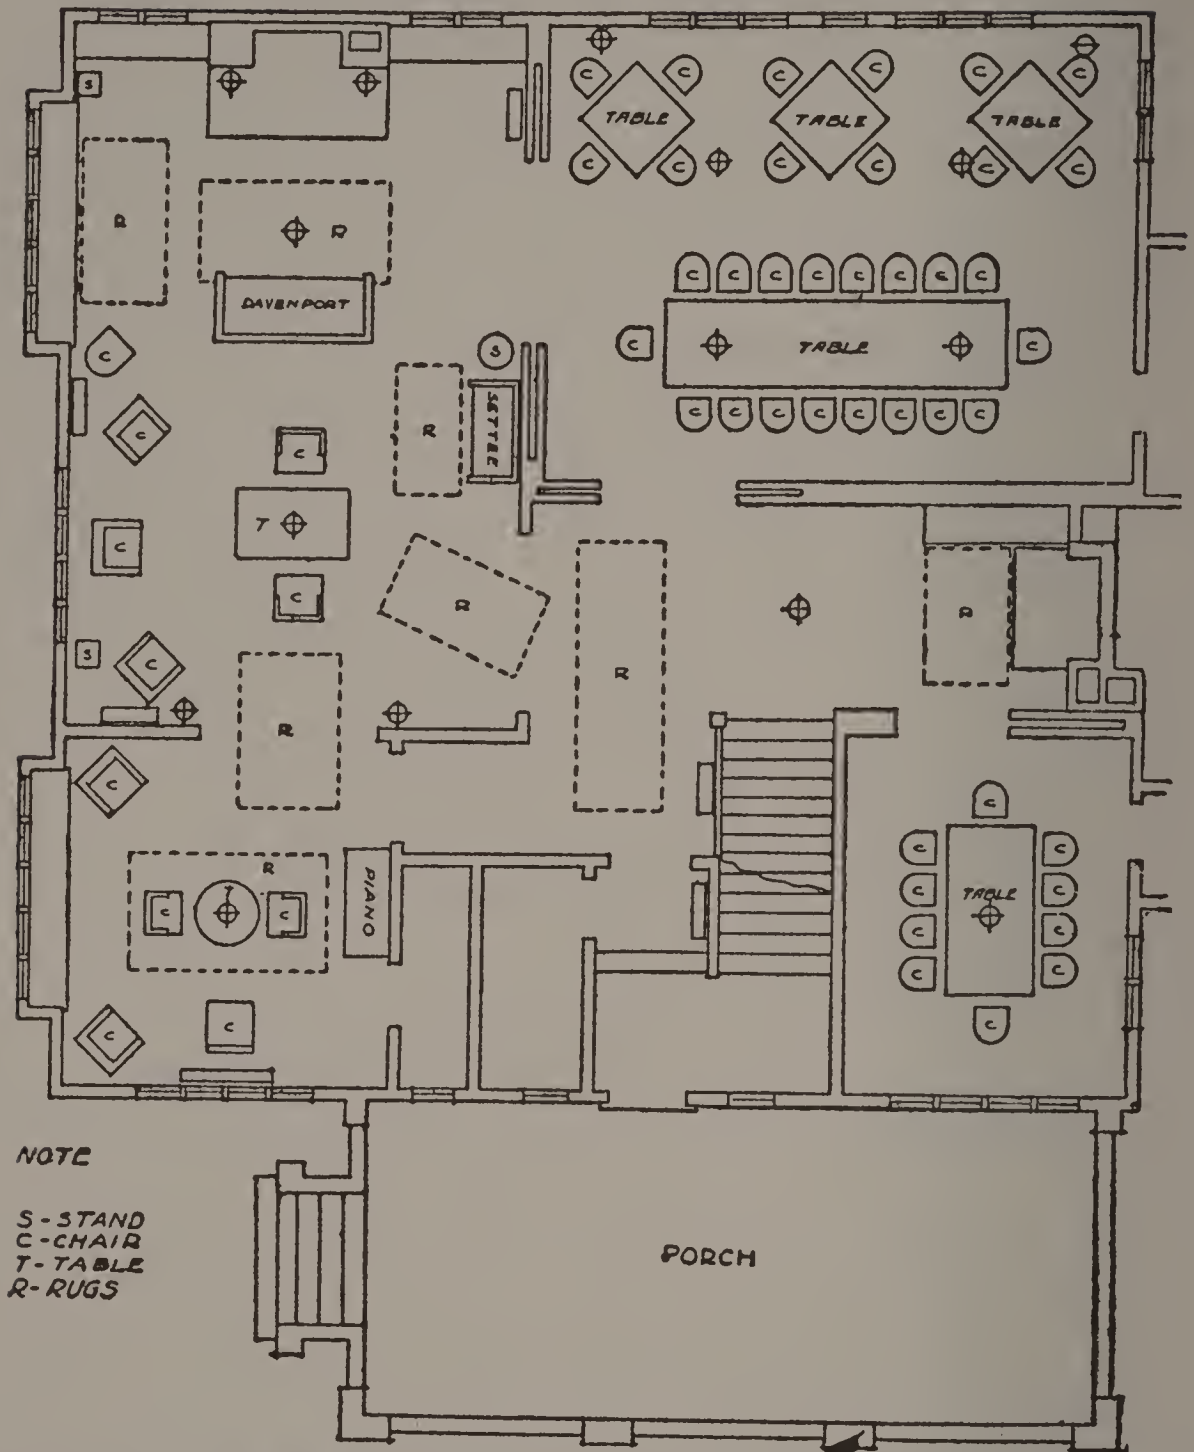 C C C C C C
S
TABLE TABLE TABLE
C C C C C C
R R
C C C C C C C C
DAVENPORT
C TABLE C
S
C
C C C C C C C C
R SETTEE
C
C
T
C
C
R R
S C
R
R
C
C
C C
R
C C
T TABLE
C C PIANO
C C
C C
C C
C
NOTE
S - STAND
C - CHAIR
T - TABLE
R - RUGS
PORCH